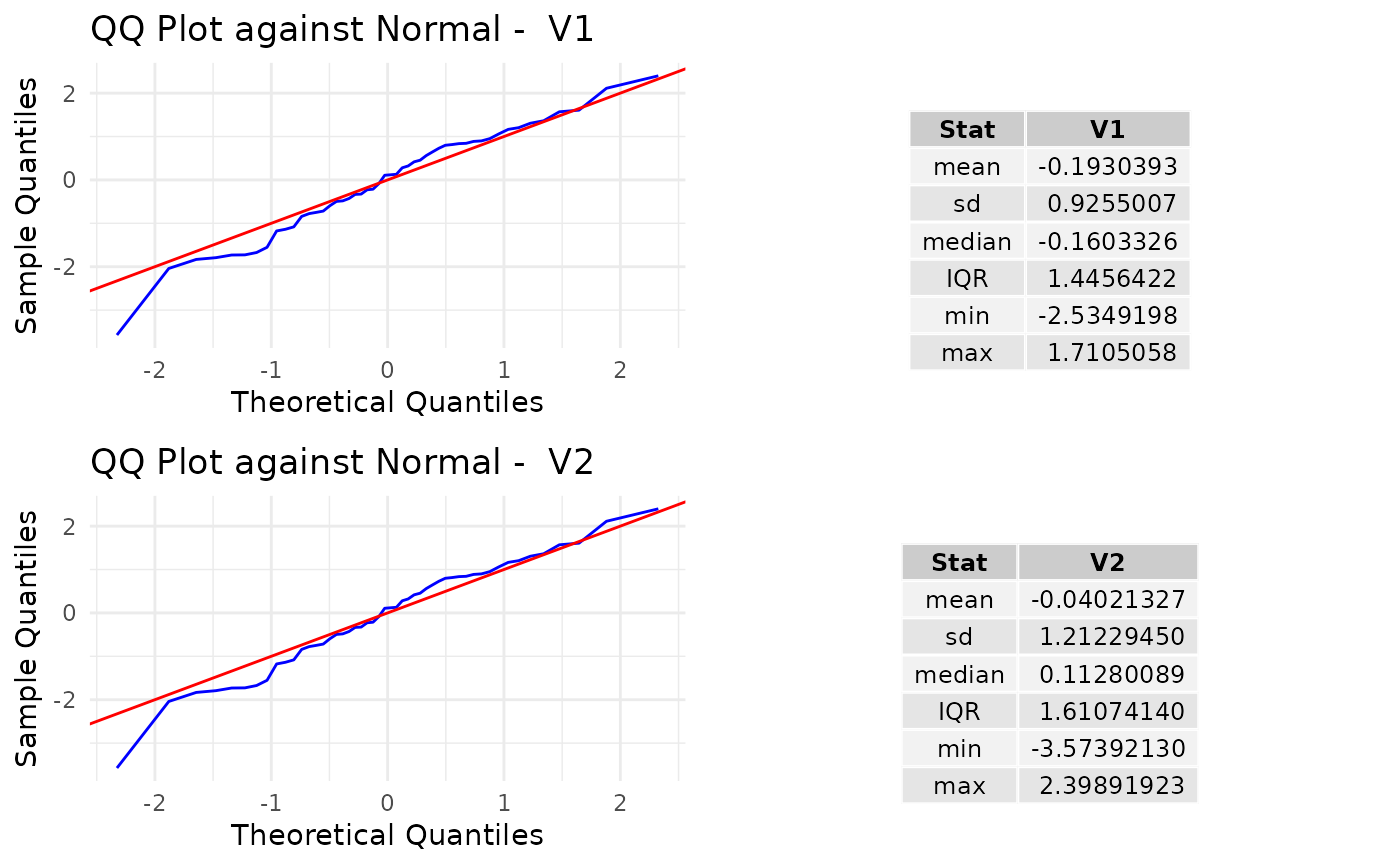 QQ Plot against Normal -  V1
Sample Quantiles
2
0
-2
-2 -1 0 1 2
Theoretical Quantiles
Stat V1
mean -0.1930393
sd 0.9255007
median -0.1603326
IQR 1.4456422
min -2.5349198
max 1.7105058
QQ Plot against Normal -  V2
Sample Quantiles
2
0
-2
-2 -1 0 1 2
Theoretical Quantiles
Stat V2
mean -0.04021327
sd 1.21229450
median 0.11280089
IQR 1.61074140
min -3.57392130
max 2.39891923